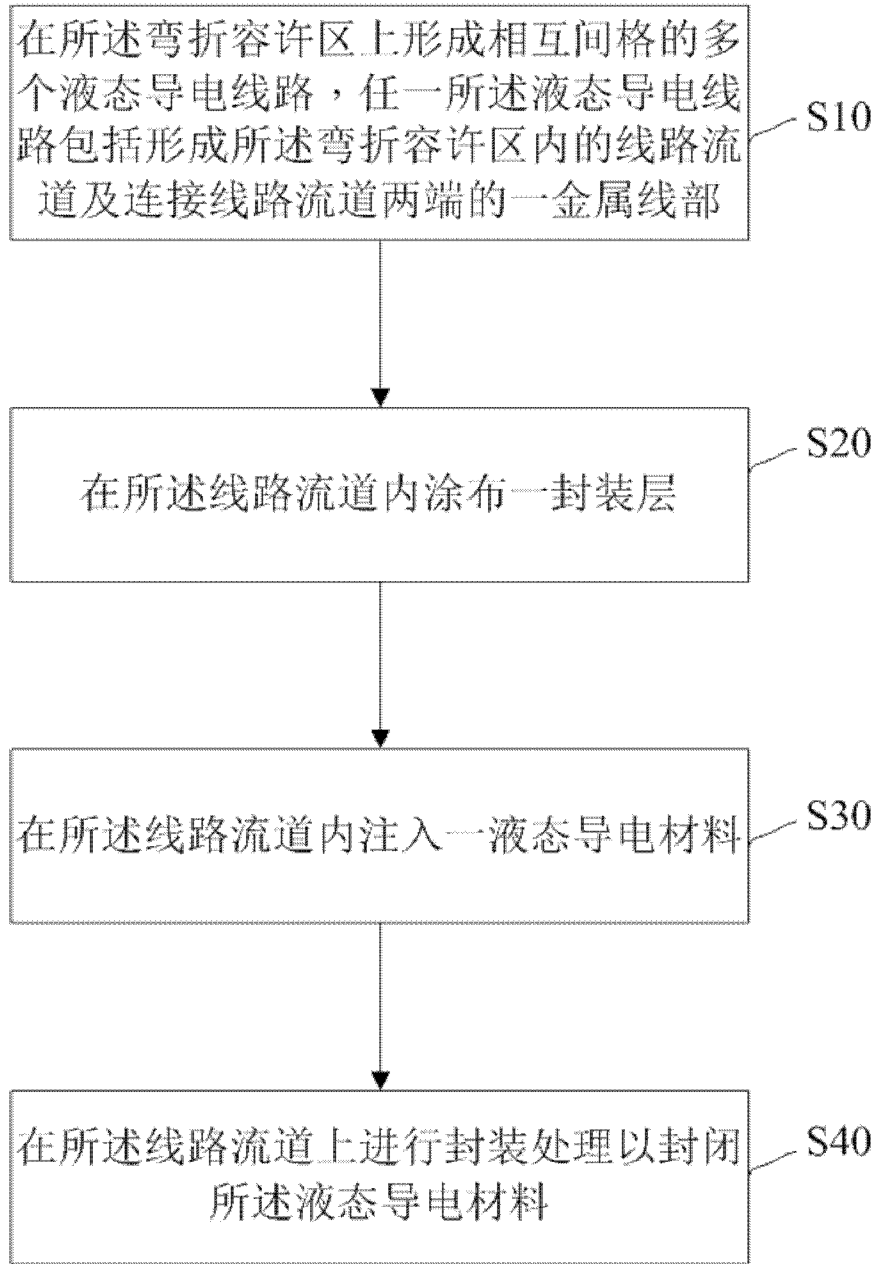 在所述弯折容许区上形成相互间格的多
个液态导电线路，任一所述液态导电线
路包括形成所述弯折容许区内的线路流
道及连接线路流道两端的一金属线部
S10
在所述线路流道内涂布一封装层
S20
在所述线路流道内注入一液态导电材料
S30
在所述线路流道上进行封装处理以封闭
所述液态导电材料
S40